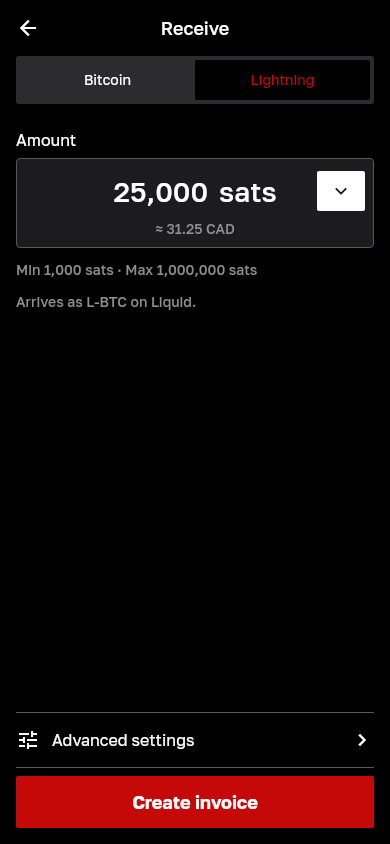 Receive
Bitcoin
Lightning
Amount
25,000 sats
≈ 31.25 CAD
Min 1,000 sats · Max 1,000,000 sats
Arrives as L-BTC on Liquid.
Advanced settings
Create invoice